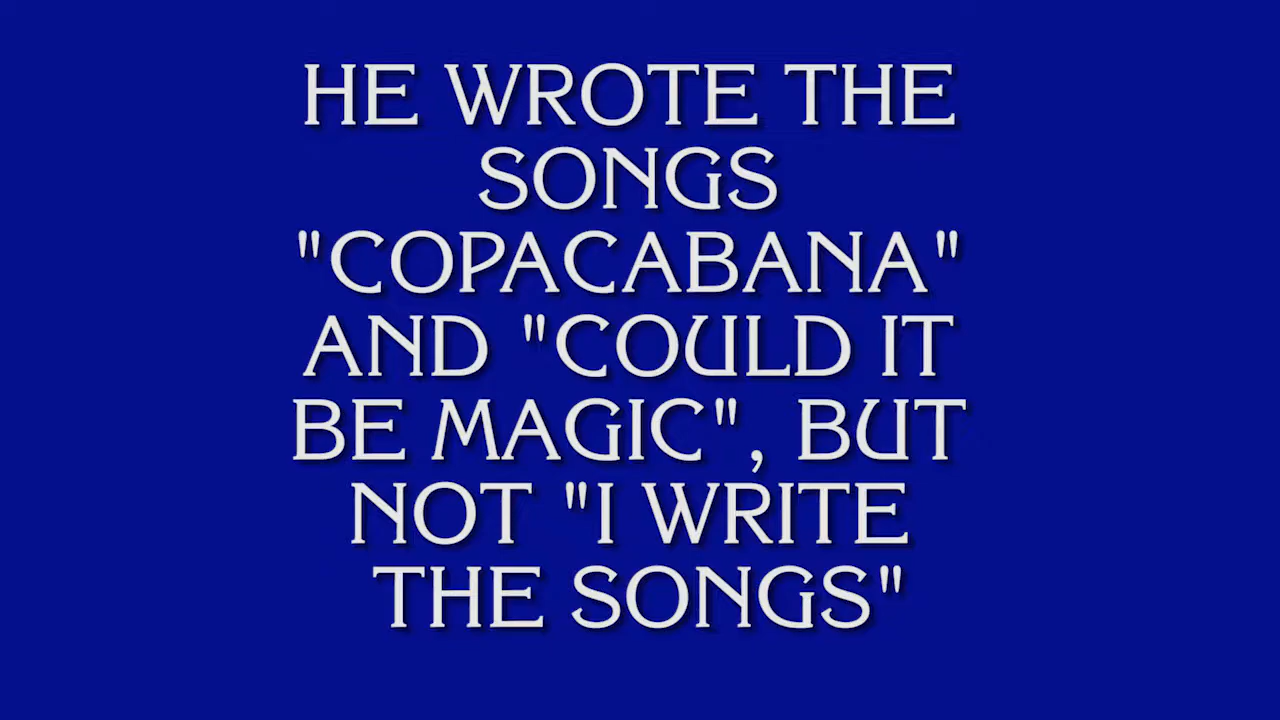 HE WROTE THE
SONGS
"COPACABANA"
AND "COULD IT
BE MAGIC", BUT
NOT "I WRITE
THE SONGS"